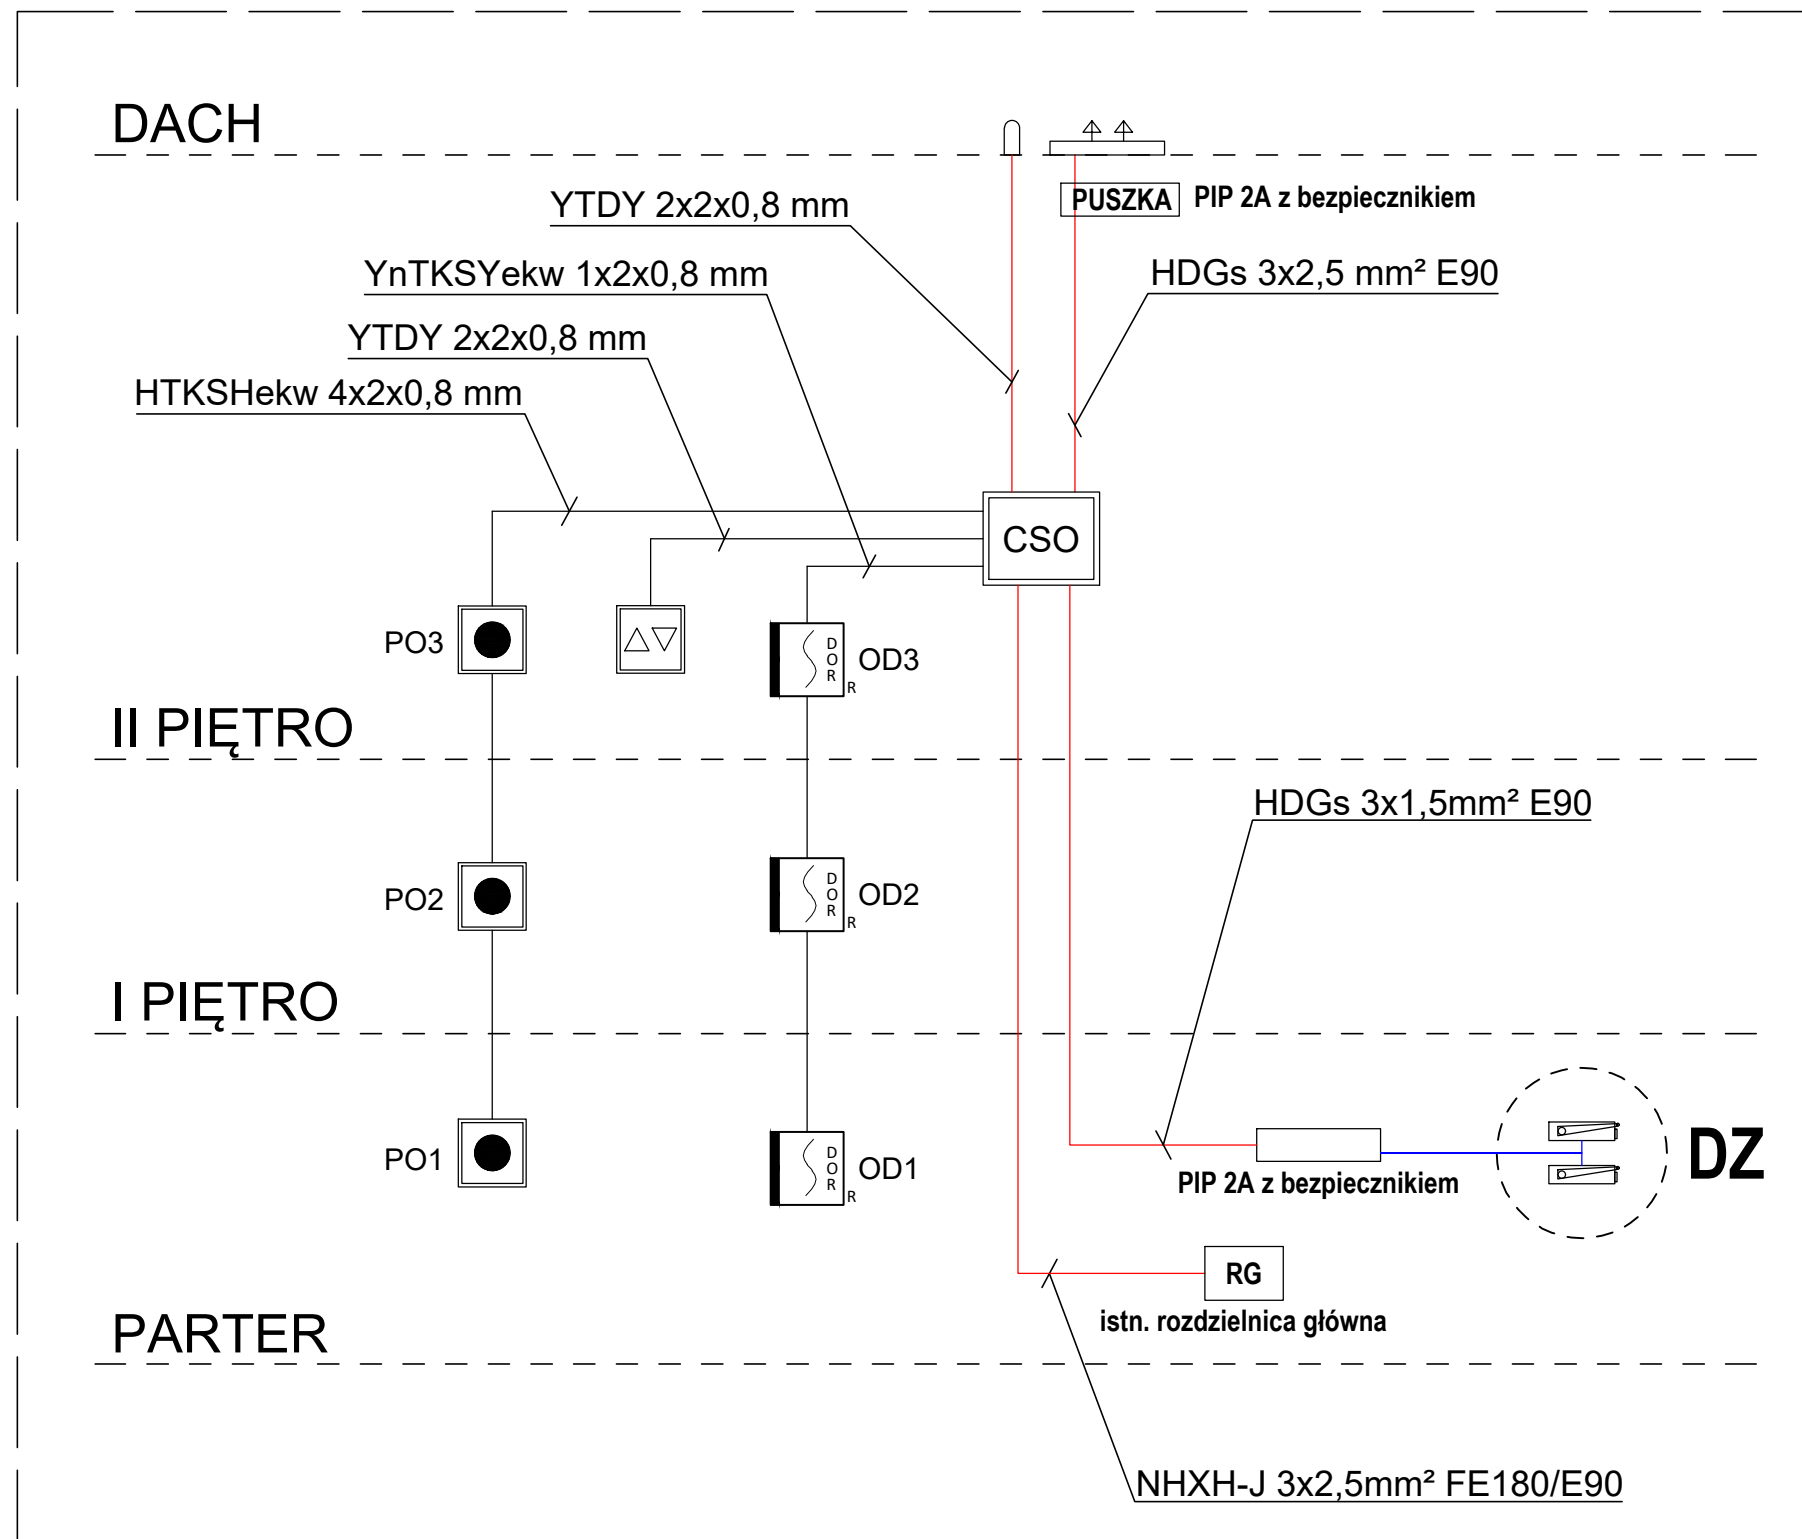 DACH
YTDY 2x2x0,8 mm
PUSZKA PIP 2A z bezpiecznikiem
YnTKSYekw 1x2x0,8 mm
HDGs 3x2,5 mm² E90
YTDY 2x2x0,8 mm
HTKSHekw 4x2x0,8 mm
CSO
PO3
D
O
R
R
OD3
II PIĘTRO
HDGs 3x1,5mm² E90
PO2
D
O
R
R
OD2
I PIĘTRO
PO1
D
O
R
R
OD1
DZ
PIP 2A z bezpiecznikiem
RG
istn. rozdzielnica główna
PARTER
NHXH-J 3x2,5mm² FE180/E90